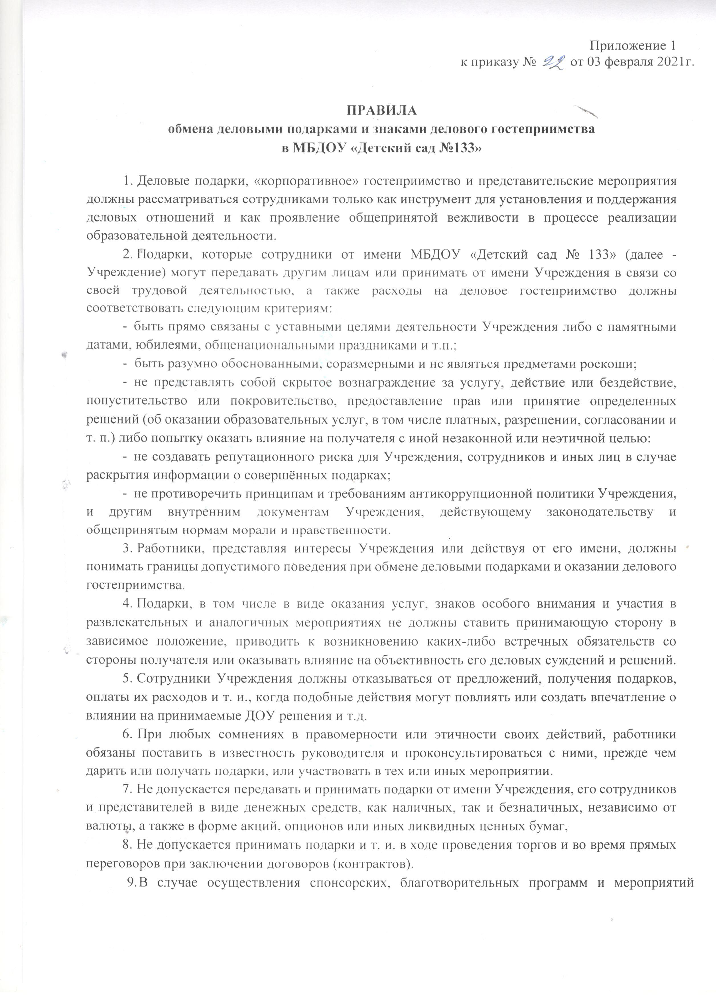 Приложение 1
к приказу № 22 от 03 февраля 2021г.
ПРАВИЛА
обмена деловыми подарками и знаками делового гостеприимства
в МБДОУ «Детский сад №133»
1. Деловые подарки, «корпоративное» гостеприимство и представительские мероприятия
должны рассматриваться сотрудниками только как инструмент для установления и поддержания
деловых отношений и как проявление общепринятой вежливости в процессе реализации
образовательной деятельности.
2. Подарки, которые сотрудники от имени МБДОУ «Детский сад № 133» (далее -
Учреждение) могут передавать другим лицам или принимать от имени Учреждения в связи со
своей трудовой деятельностью, а также расходы на деловое гостеприимство должны
соответствовать следующим критериям:
- быть прямо связаны с уставными целями деятельности Учреждения либо с памятными
датами, юбилеями, общенациональными праздниками и т.п.;
- быть разумно обоснованными, соразмерными и нс являться предметами роскоши;
- не представлять собой скрытое вознаграждение за услугу, действие или бездействие,
попустительство или покровительство, предоставление прав или принятие определенных
решений (об оказании образовательных услуг, в том числе платных, разрешении, согласовании и
т. п.) либо попытку оказать влияние на получателя с иной незаконной или неэтичной целью:
- не создавать репутационного риска для Учреждения, сотрудников и иных лиц в случае
раскрытия информации о совершённых подарках;
- не противоречить принципам и требованиям антикоррупционной политики Учреждения,
и другим внутренним документам Учреждения, действующему законодательству и
общепринятым нормам морали и нравственности.
3. Работники, представляя интересы Учреждения или действуя от его имени, должны
понимать границы допустимого поведения при обмене деловыми подарками и оказании делового
гостеприимства.
4. Подарки, в том числе в виде оказания услуг, знаков особого внимания и участия в
развлекательных и аналогичных мероприятиях не должны ставить принимающую сторону в
зависимое положение, приводить к возникновению каких-либо встречных обязательств со
стороны получателя или оказывать влияние на объективность его деловых суждений и решений.
5. Сотрудники Учреждения должны отказываться от предложений, получения подарков,
оплаты их расходов и т. и., когда подобные действия могут повлиять или создать впечатление о
влиянии на принимаемые ДОУ решения и т.д.
6. При любых сомнениях в правомерности или этичности своих действий, работники
обязаны поставить в известность руководителя и проконсультироваться с ними, прежде чем
дарить или получать подарки, или участвовать в тех или иных мероприятии.
7. Не допускается передавать и принимать подарки от имени Учреждения, его сотрудников
и представителей в виде денежных средств, как наличных, так и безналичных, независимо от
валюты, а также в форме акций, опционов или иных ликвидных ценных бумаг,
8. Не допускается принимать подарки и т. и. в ходе проведения торгов и во время прямых
переговоров при заключении договоров (контрактов).
9.В случае осуществления спонсорских, благотворительных программ и мероприятий